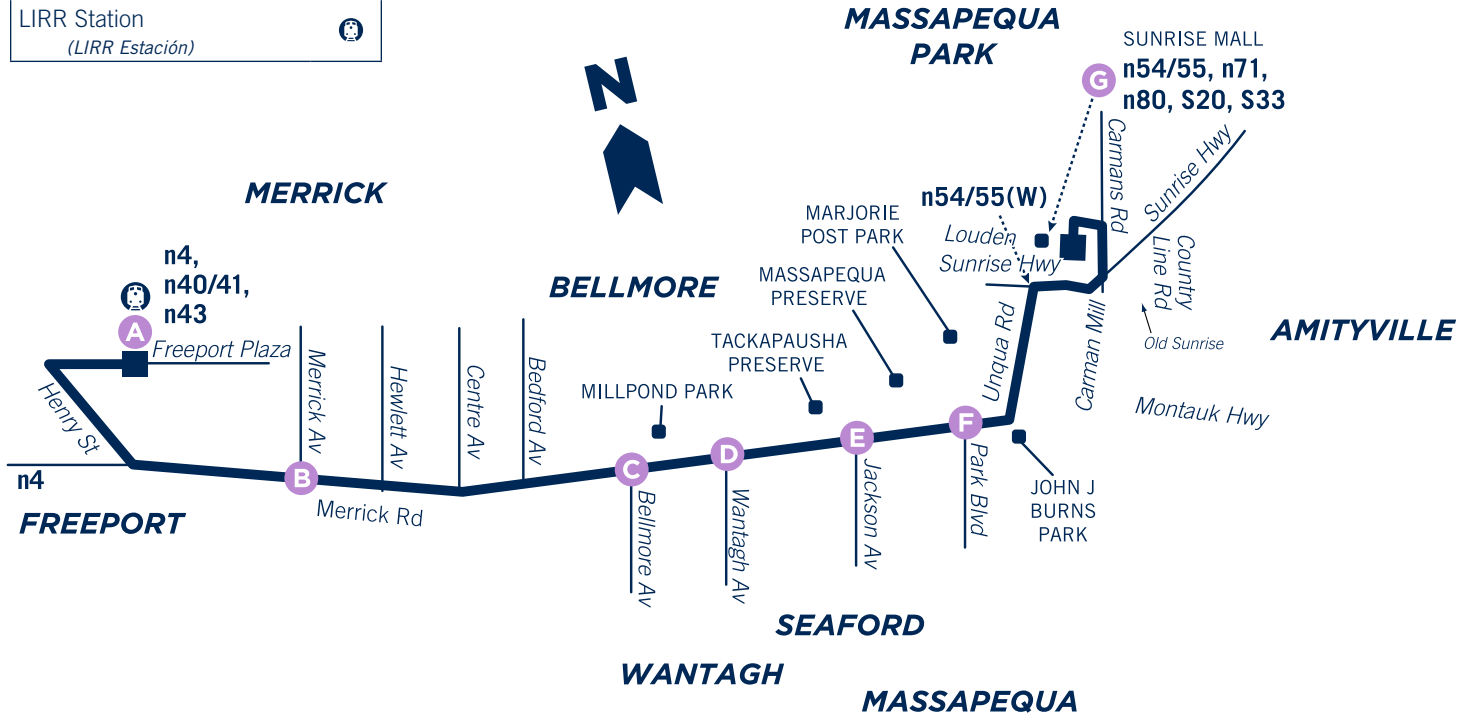 LIRR Station
(LIRR Estación)
N
MASSAPEQUA
PARK
SUNRISE MALL
G
n54/55, n71,
n80, S20, S33
Carmans Rd
Sunrise Hwy
MERRICK
n54/55(W)
MARJORIE
POST PARK
Louden
Sunrise Hwy
Country
Line Rd
n4,
n40/41,
n43
A
Freeport Plaza
BELLMORE
MASSAPEQUA
PRESERVE
TACKAPAUSHA
PRESERVE
Unqua Rd
Carman Mill
Old Sunrise
AMITYVILLE
Henry St
Merrick Av
Hewlett Av
Centre Av
Bedford Av
MILLPOND PARK
Montauk Hwy
n4
B
C
D
E
F
Merrick Rd
Bellmore Av
Wantagh Av
Jackson Av
Park Blvd
JOHN J
BURNS
PARK
FREEPORT
SEAFORD
WANTAGH
MASSAPEQUA